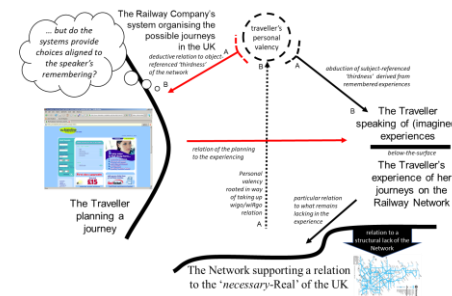 ... but do the
systems provide
choices aligned to
the speaker's
remembering?
The Railway Company's
system organising the
possible journeys
in the UK
deductive relation to object-
referenced 'thirdness'
of the network
A
B
traveller's
personal
valency
B
A
abduction of subject-referenced
'thirdness' derived from
remembered experiences
B
The Traveller
speaking of (imagined)
experiences
below the surface
The Traveller's
experience of her
journeys on the
Railway Network
relation of the planning
to the experiencing
The Traveller
planning a
journey
Personal
valency
rooted in way
of taking up
wigo/wifigo
relation
A
particular relation
to what remains
lacking in the
experience
relation to a
structural lack of the
Network
The Network supporting a relation
to the 'necessary-Real' of the UK